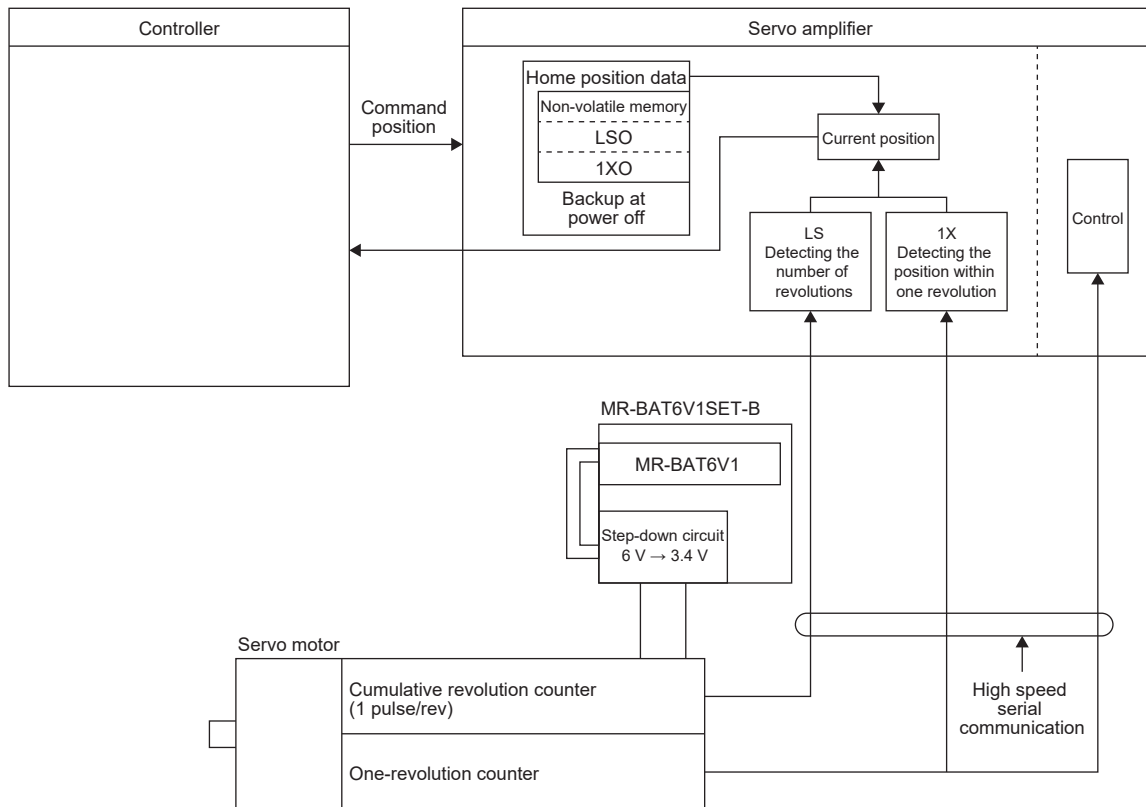 Controller
Servo amplifier
Command
position
Home position data
Non-volatile memory
LSO
1XO
Backup at
power off
Current position
LS
Detecting the
number of
revolutions
1X
Detecting the
position within
one revolution
Control
MR-BAT6V1SET-B
MR-BAT6V1
Step-down circuit
6 V → 3.4 V
Servo motor
Cumulative revolution counter
(1 pulse/rev)
One-revolution counter
High speed
serial
communication